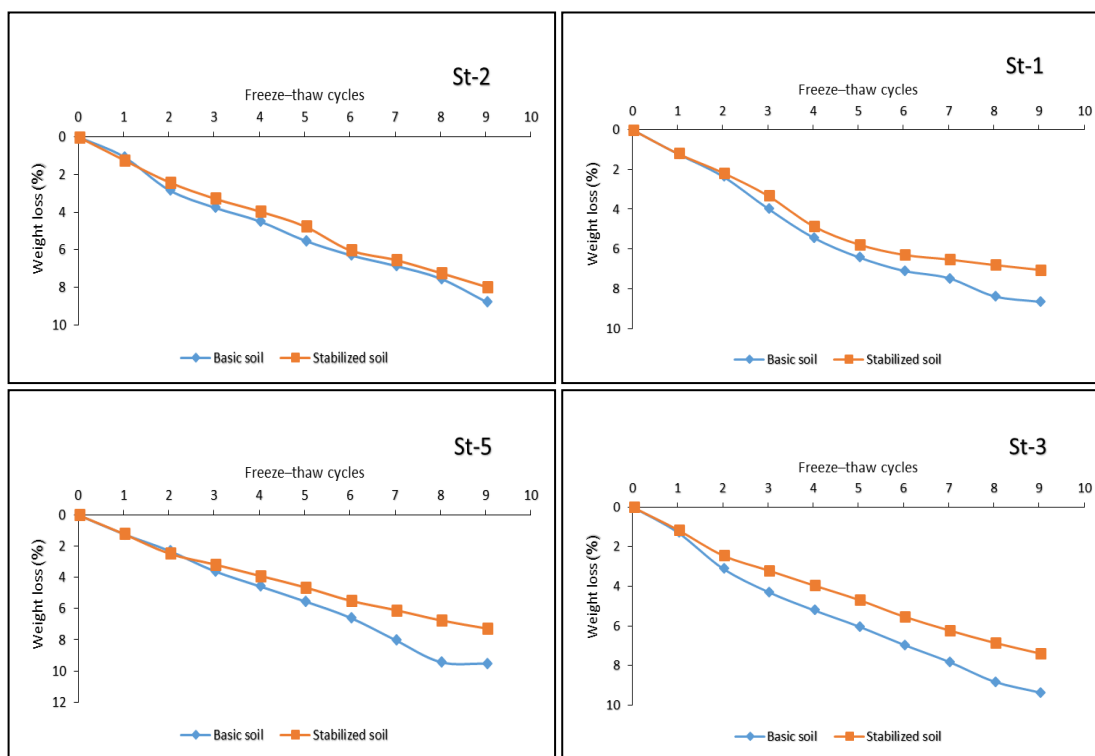 St-2
Freeze–thaw cycles
0 1 2 3 4 5 6 7 8 9 10
0
2
4
6
8
10
Weight loss (%)
Basic soil Stabilized soil
St-1
Freeze–thaw cycles
0 1 2 3 4 5 6 7 8 9 10
0
2
4
6
8
10
Weight loss (%)
Basic soil Stabilized soil
St-5
Freeze–thaw cycles
0 1 2 3 4 5 6 7 8 9 10
0
2
4
6
8
10
12
Weight loss (%)
Basic soil Stabilized soil
St-3
Freeze–thaw cycles
0 1 2 3 4 5 6 7 8 9 10
0
2
4
6
8
10
Weight loss (%)
Basic soil Stabilized soil